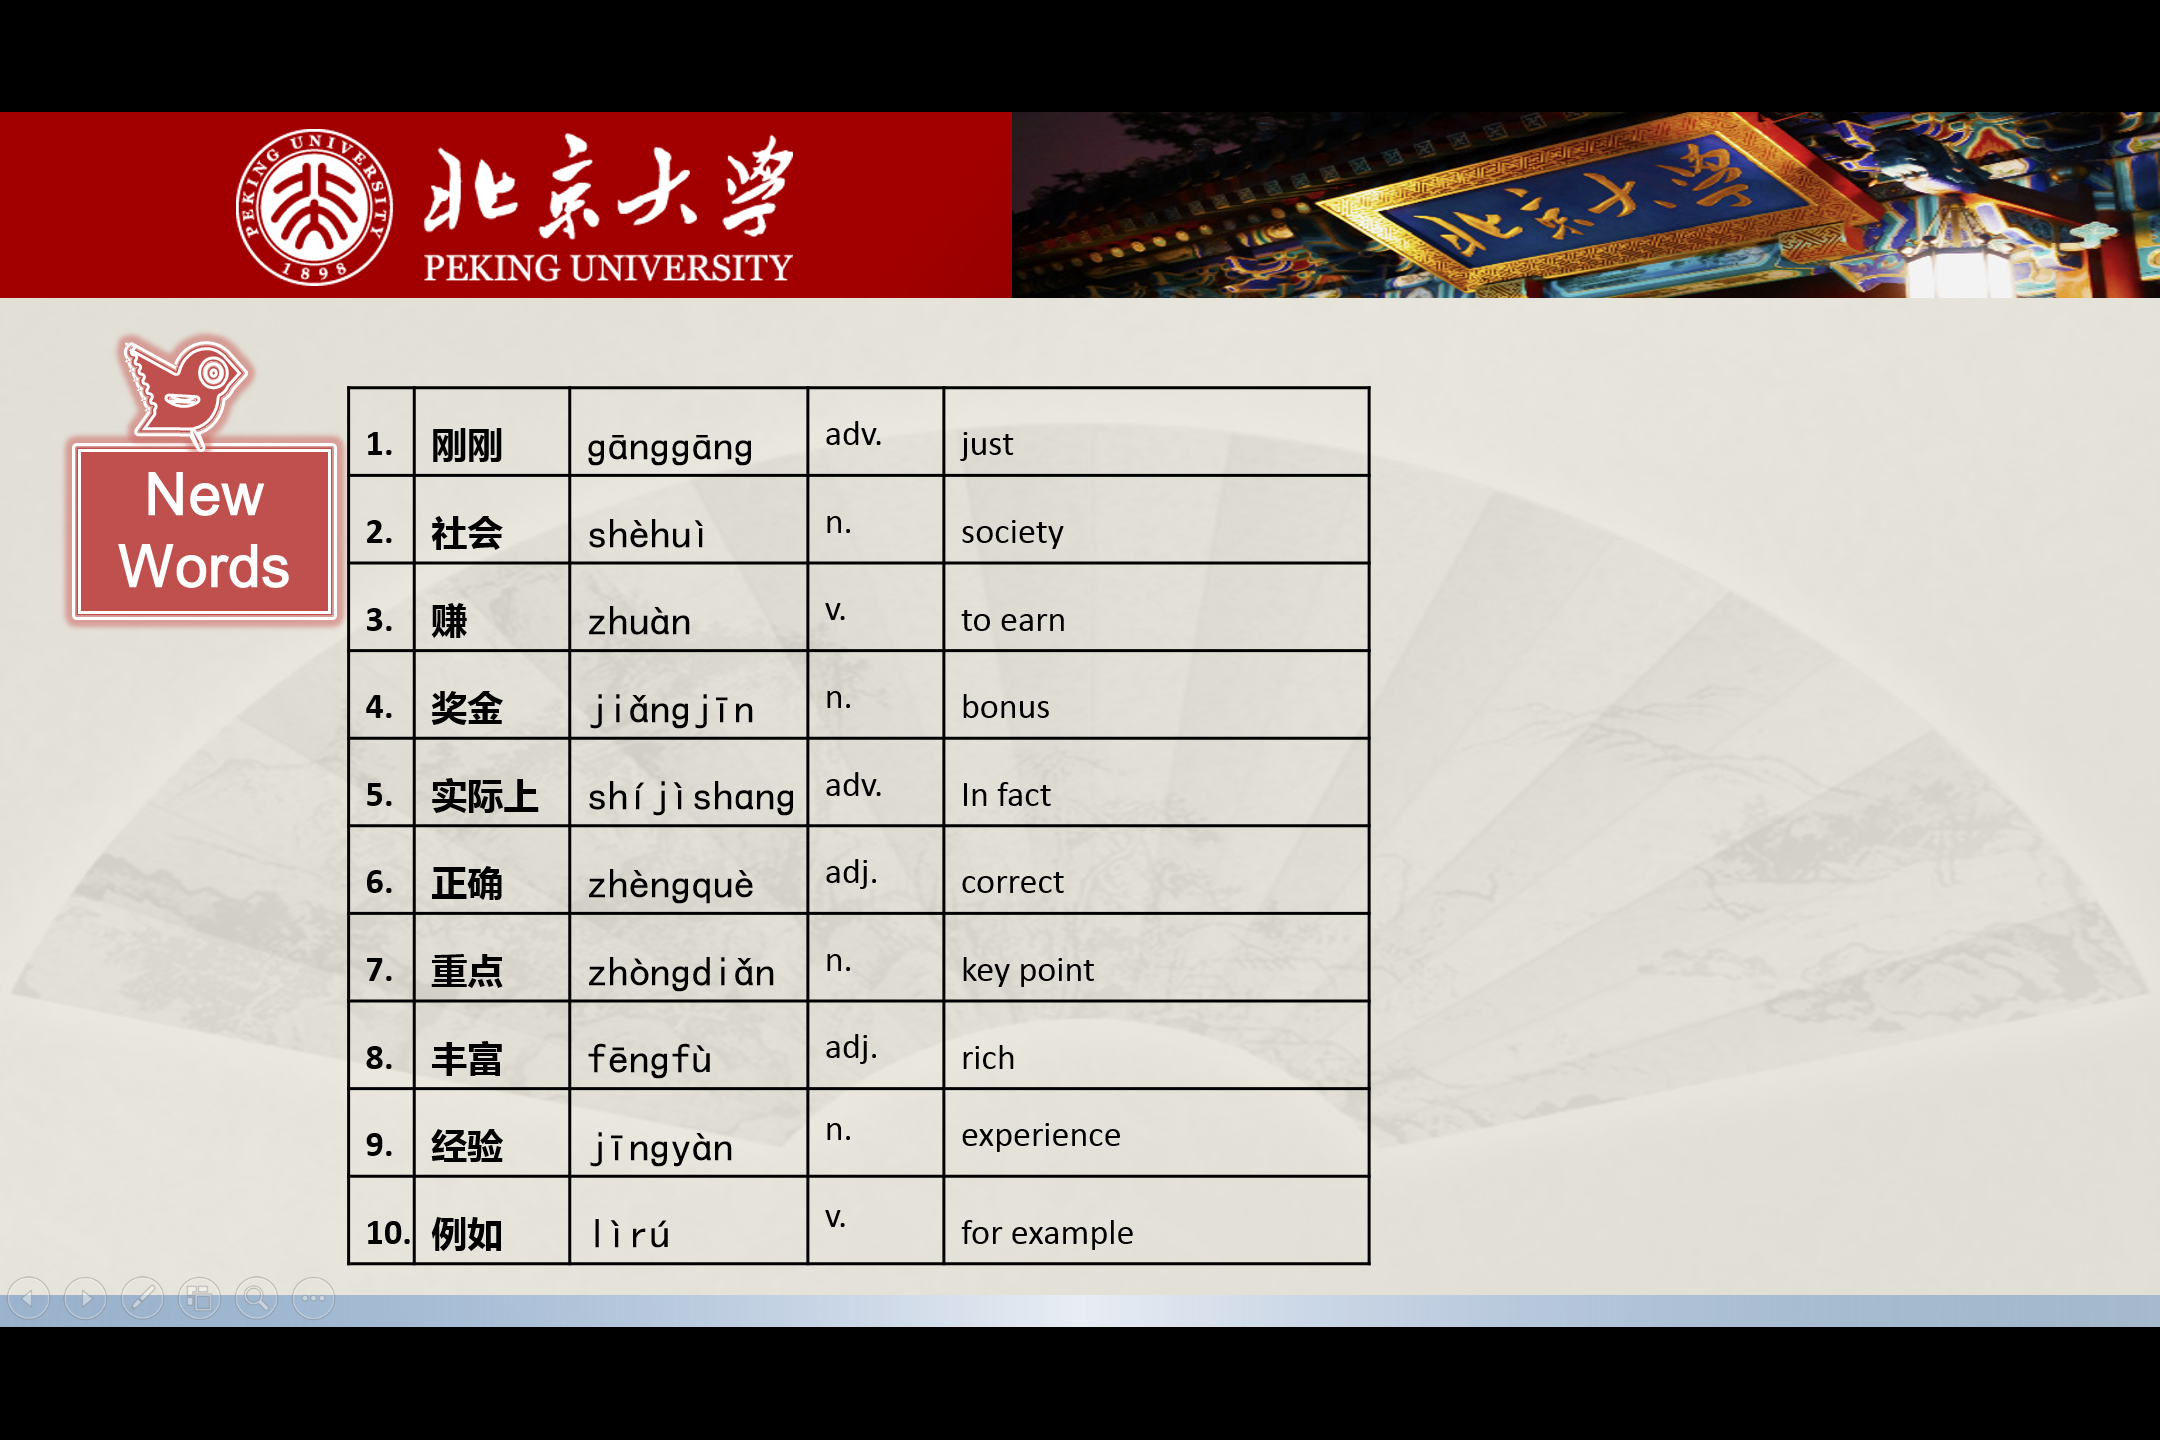 PEKING UNIVERSITY
1898
北京大学
PEKING UNIVERSITY
北京大学
New
Words
1. 刚刚 gānggāng adv. just
2. 社会 shèhuì n. society
3. 赚 zhuàn v. to earn
4. 奖金 jiǎngjīn n. bonus
5. 实际上 shíjìshang adv. In fact
6. 正确 zhèngquè adj. correct
7. 重点 zhòngdiǎn n. key point
8. 丰富 fēngfù adj. rich
9. 经验 jīngyàn n. experience
10. 例如 lìrú v. for example